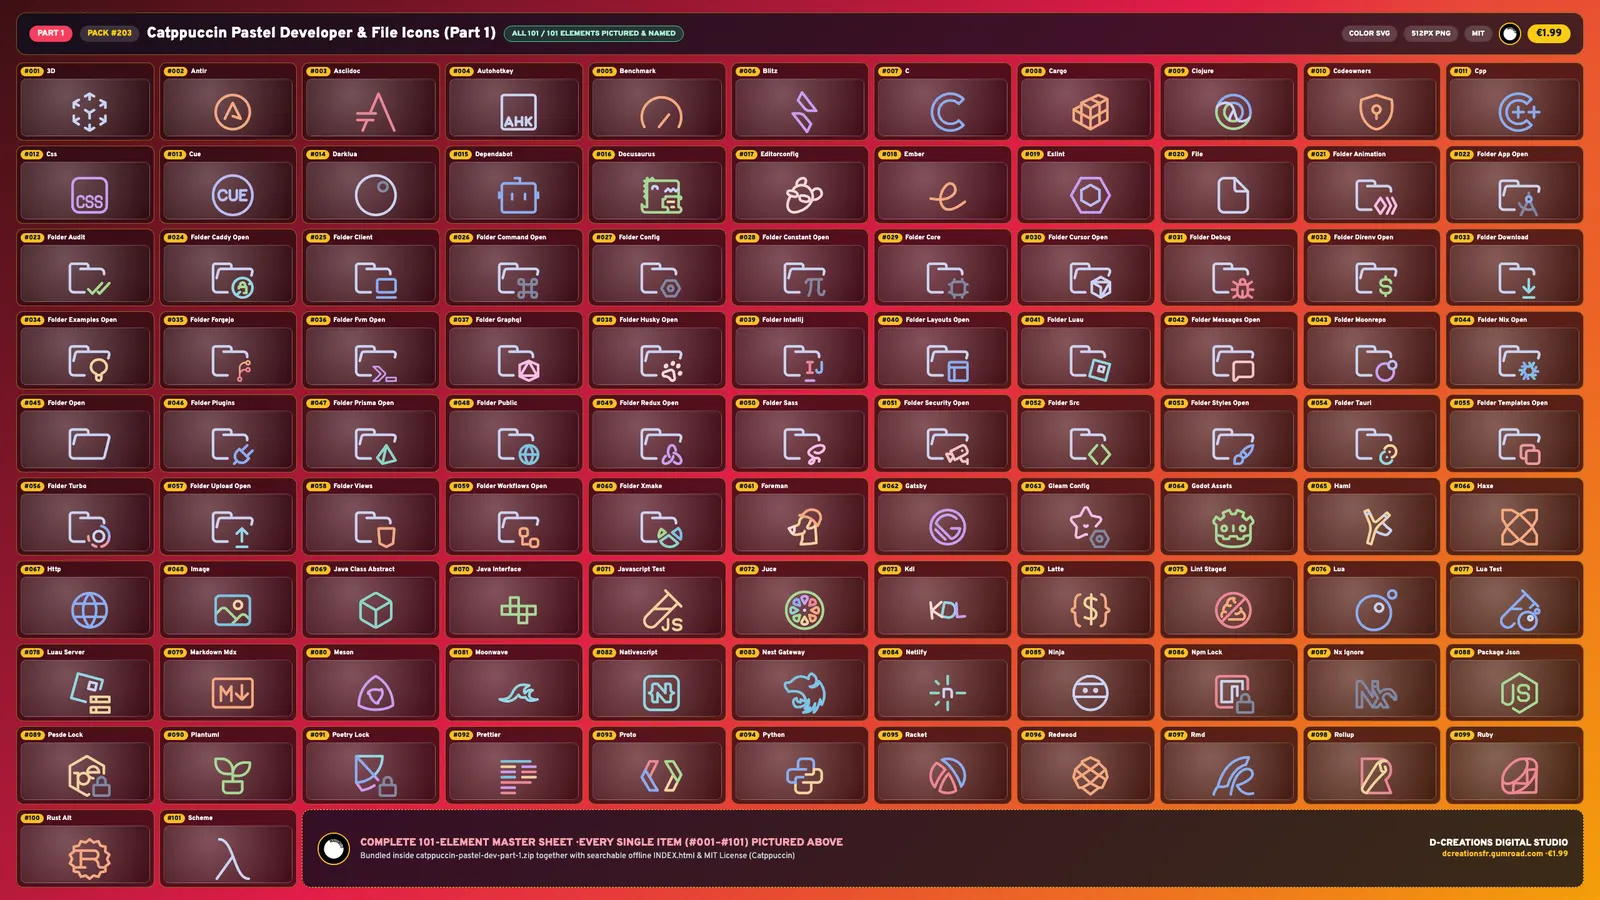 PART 1 PACK #203 Catppuccin Pastel Developer & File Icons (Part 1) ALL 101 / 101 ELEMENTS PICTURED & NAMED COLOR SVG 512PX PNG MIT €1.99
#001 3D #002 Antlr #003 Asciidoc #004 Autohotkey #005 Benchmark #006 Blitz #007 C #008 Cargo #009 Clojure #010 Codeowners #011 Cpp
AHK
#012 Css #013 Cue #014 Darklua #015 Dependabot #016 Docusaurus #017 Editorconfig #018 Ember #019 Eslint #020 File #021 Folder Animation #022 Folder App Open
CSS CUE
#023 Folder Audit #024 Folder Caddy Open #025 Folder Client #026 Folder Command Open #027 Folder Config #028 Folder Constant Open #029 Folder Core #030 Folder Cursor Open #031 Folder Debug #032 Folder Direnv Open #033 Folder Download
π $
#034 Folder Examples Open #035 Folder Forgejo #036 Folder Fvm Open #037 Folder Graphql #038 Folder Husky Open #039 Folder Intellij #040 Folder Layouts Open #041 Folder Luau #042 Folder Messages Open #043 Folder Moonrepo #044 Folder Nix Open
IJ
#045 Folder Open #046 Folder Plugins #047 Folder Prisma Open #048 Folder Public #049 Folder Redux Open #050 Folder Sass #051 Folder Security Open #052 Folder Src #053 Folder Styles Open #054 Folder Tauri #055 Folder Templates Open
#056 Folder Turbo #057 Folder Upload Open #058 Folder Views #059 Folder Workflows Open #060 Folder Xmake #061 Foreman #062 Gatsby #063 Gleam Config #064 Godot Assets #065 Haml #066 Haxe
#067 Http #068 Image #069 Java Class Abstract #070 Java Interface #071 Javascript Test #072 Juce #073 Kdl #074 Latte #075 Lint Staged #076 Lua #077 Lua Test
JS KDL {$}
#078 Luau Server #079 Markdown Mdx #080 Meson #081 Moonwave #082 Nativescript #083 Nest Gateway #084 Netlify #085 Ninja #086 Npm Lock #087 Nx Ignore #088 Package Json
M N n Nx JS
#089 Pesde Lock #090 Plantuml #091 Poetry Lock #092 Prettier #093 Proto #094 Python #095 Racket #096 Redwood #097 Rmd #098 Rollup #099 Ruby
#100 Rust Alt #101 Scheme
R λ
COMPLETE 101-ELEMENT MASTER SHEET · EVERY SINGLE ITEM (#001-#101) PICTURED ABOVE
Bundled inside catppuccin-pastel-dev-part-1.zip together with searchable offline INDEX.html & MIT License (Catppuccin)
D-CREATIONS DIGITAL STUDIO
dcreationsfr.gumroad.com · €1.99